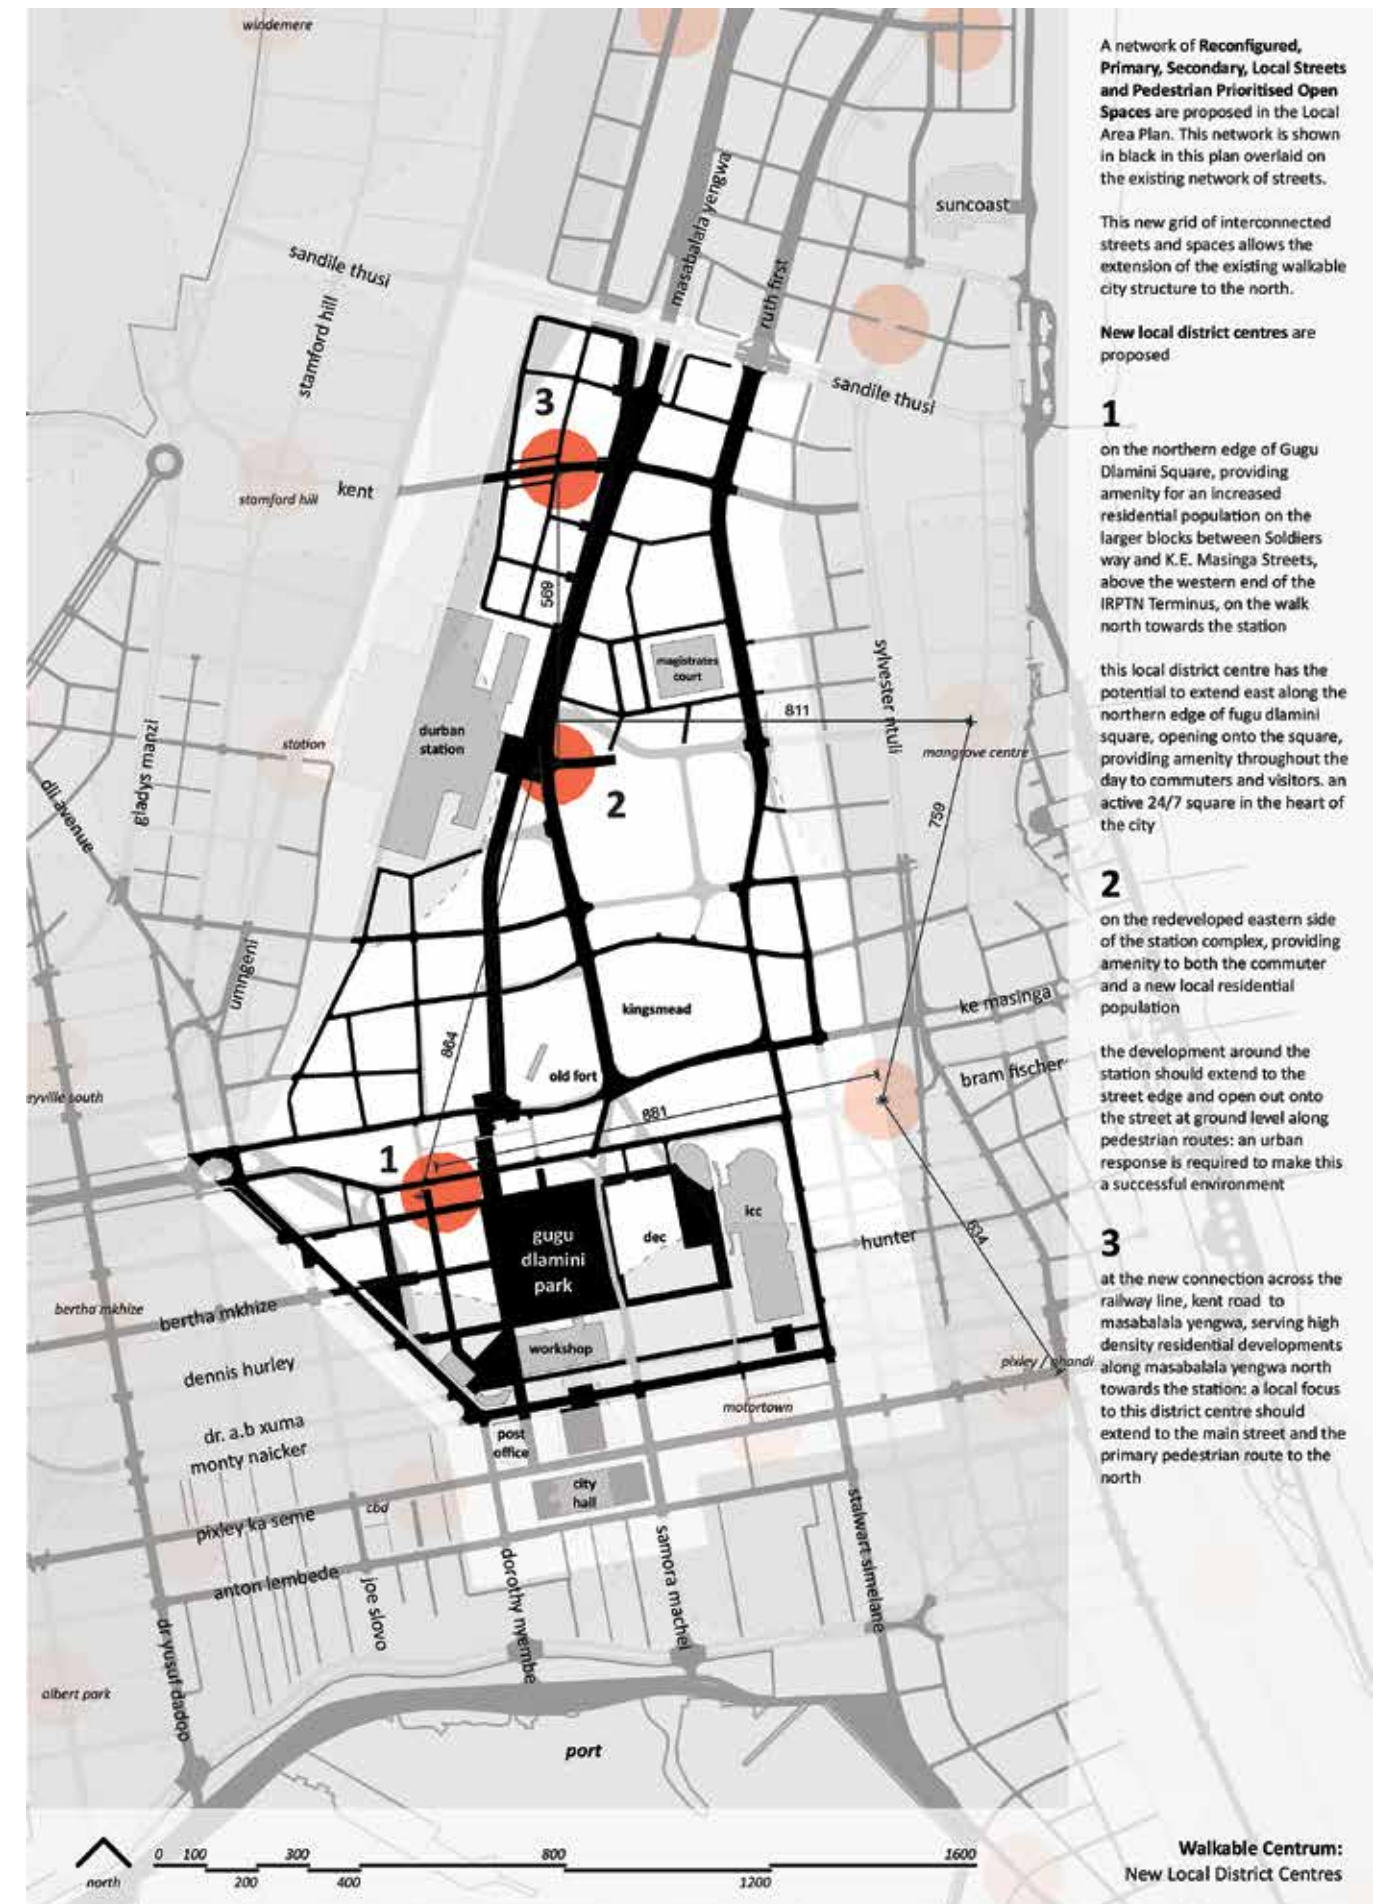 windemere
sandile thusi
stamford hill
masabalala yengwa
ruth first
suncoast
sandile thusi
3
kent
stamford hill
569
magistrates
court
sylvester ntuli
811
durban
station
station
mangrove centre
gladys manzi
dli avenue
2
759
umngeni
kingsmead
ke masinga
864
old fort
bram fischer
eyville south
881
1
gugu
dlamini
park
dec
icc
hunter
634
bertha mkhize
bertha mkhize
workshop
dennis hurley
pixley / ghandi
motortown
dr. a.b xuma
monty naicker
post
office
city
hall
cbd
pixley ka seme
anton lembede
joe slovo
dorothy nyembe
samora machel
stalwart simelane
dr yusuf dadoo
albert park
port
A network of Reconfigured,
Primary, Secondary, Local Streets
and Pedestrian Prioritised Open
Spaces are proposed in the Local
Area Plan. This network is shown
in black in this plan overlaid on
the existing network of streets.
This new grid of interconnected
streets and spaces allows the
extension of the existing walkable
city structure to the north.
New local district centres are
proposed
1
on the northern edge of Gugu
Dlamini Square, providing
amenity for an increased
residential population on the
larger blocks between Soldiers
way and K.E. Masinga Streets,
above the western end of the
IRPTN Terminus, on the walk
north towards the station
this local district centre has the
potential to extend east along the
northern edge of fugu dlamini
square, opening onto the square,
providing amenity throughout the
day to commuters and visitors. an
active 24/7 square in the heart of
the city
2
on the redeveloped eastern side
of the station complex, providing
amenity to both the commuter
and a new local residential
population
the development around the
station should extend to the
street edge and open out onto
the street at ground level along
pedestrian routes: an urban
response is required to make this
a successful environment
3
at the new connection across the
railway line, kent road to
masabalala yengwa, serving high
density residential developments
along masabalala yengwa north
towards the station: a local focus
to this district centre should
extend to the main street and the
primary pedestrian route to the
north
north
0 100 300 800 1600
200 400 1200
Walkable Centrum:
New Local District Centres